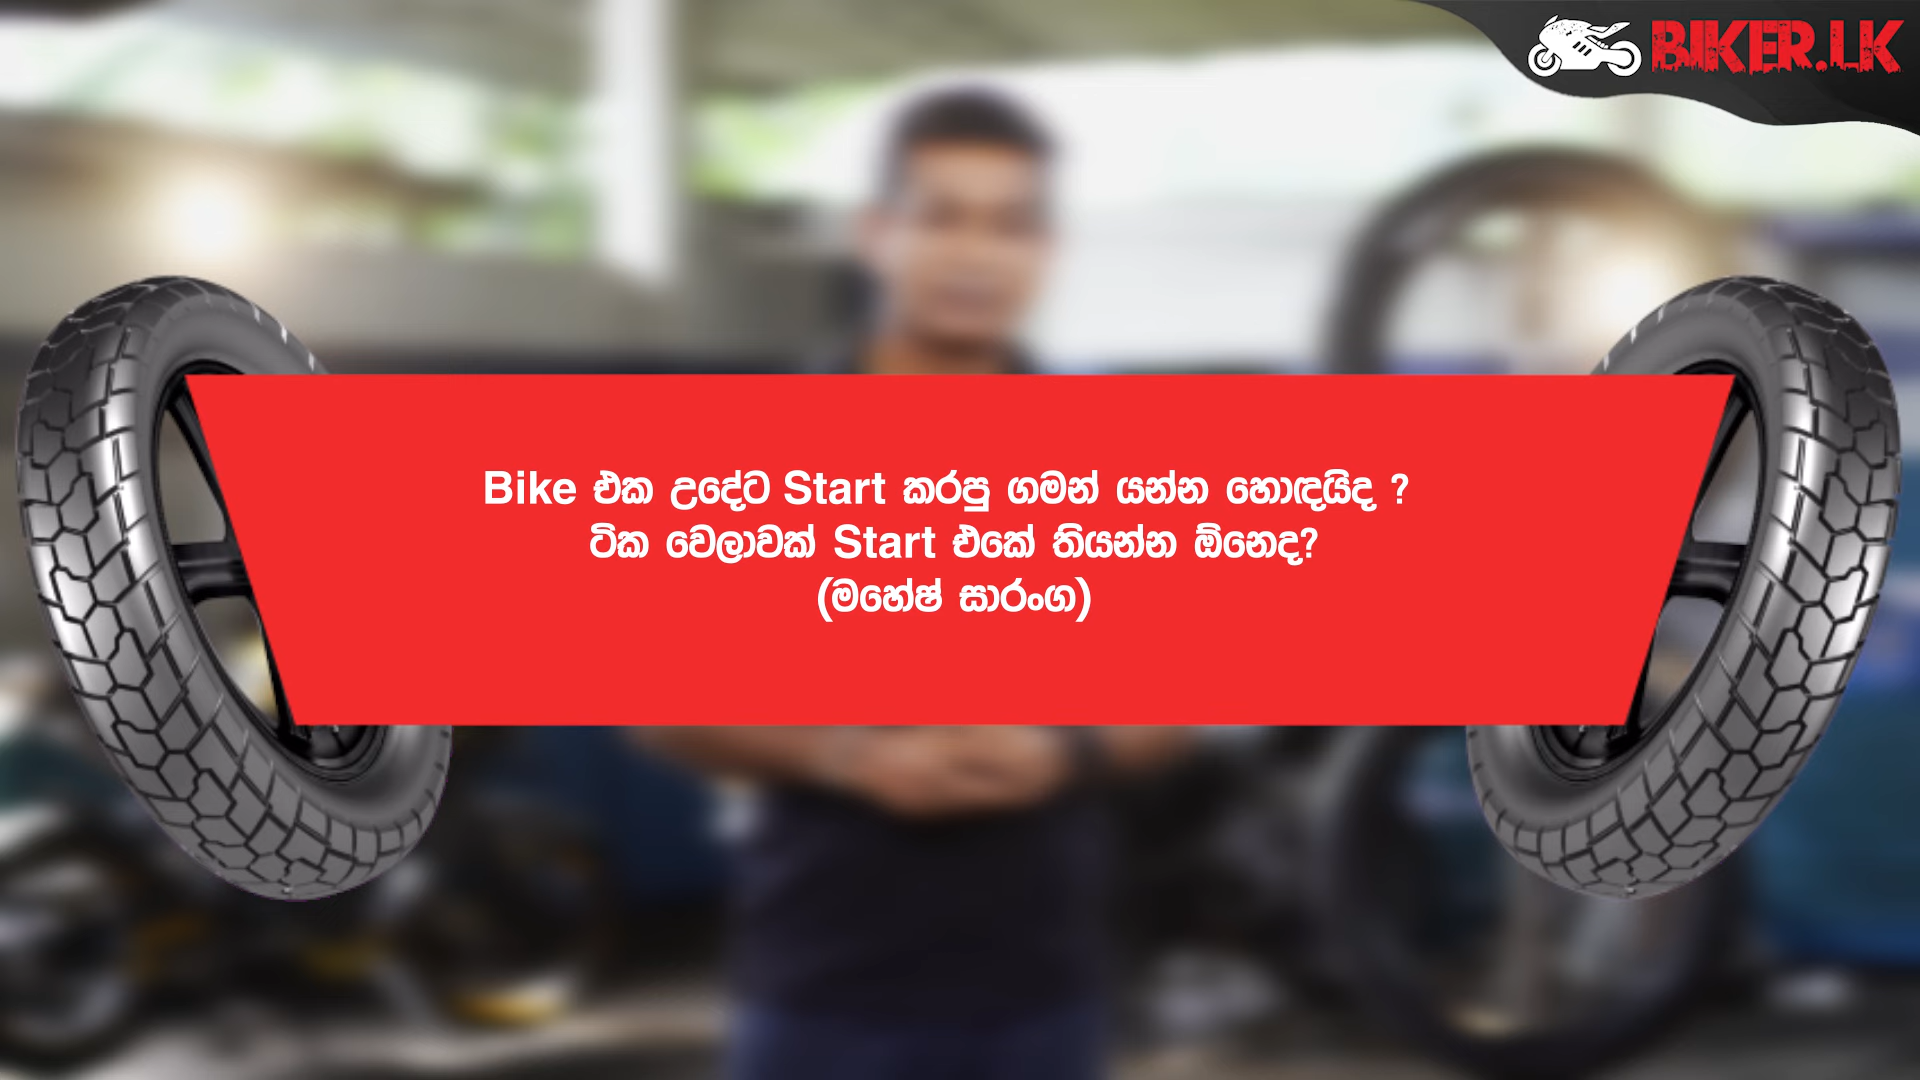 BIKER.LK
Bike එක උදේට Start කරපු ගමන් යන්න හොඳයිද ?
ටික වෙලාවක් Start එකේ තියන්න ඕනෙද?
(මහේෂ් සාරංග)